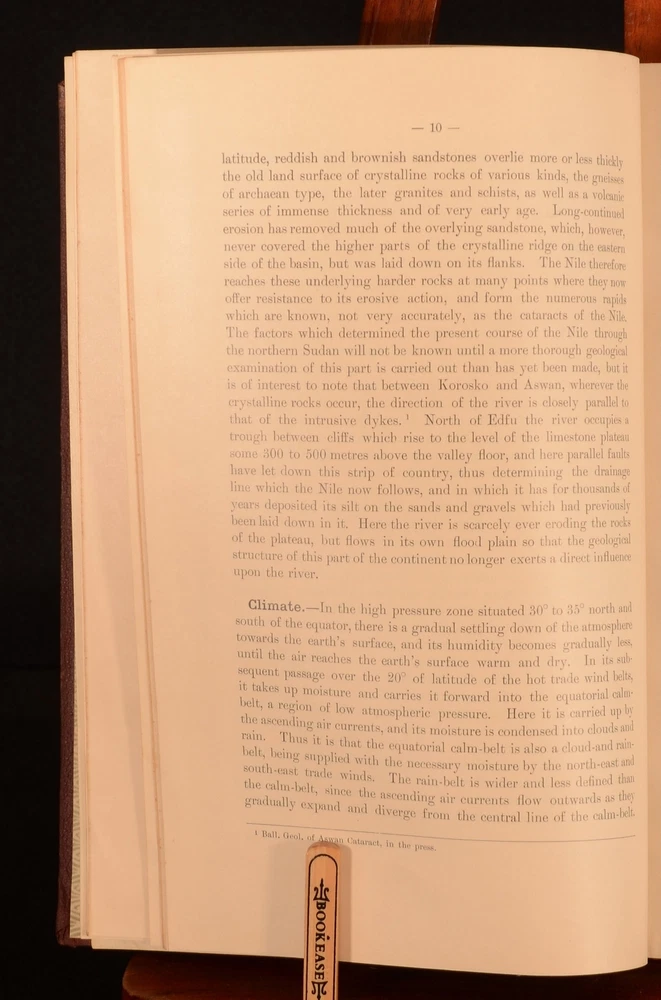 — 10 —
latitude, reddish and brownish sandstones overlie more or less thickly
the old land surface of crystalline rocks of various kinds, the gneisses
of archaean type, the later granites and schists, as well as a volcanic
series of immense thickness and of very early age. Long-continued
erosion has removed much of the overlying sandstone, which, however,
never covered the higher parts of the crystalline ridge on the eastern
side of the basin, but was laid down on its flanks. The Nile therefore
reaches these underlying harder rocks at many points where they now
offer resistance to its erosive action, and form the numerous rapids
which are known, not very accurately, as the cataracts of the Nile.
The factors which determined the present course of the Nile through
the northern Sudan will not be known until a more thorough geological
examination of this part is carried out than has yet been made, but it
is of interest to note that between Korosko and Aswan, wherever the
crystalline rocks occur, the direction of the river is closely parallel to
that of the intrusive dykes. ¹ North of Edfu the river occupies a
trough between cliffs which rise to the level of the limestone plateau
some 300 to 500 metres above the valley floor, and here parallel faults
have let down this strip of country, thus determining the drainage
line which the Nile now follows, and in which it has for thousands of
years deposited its silt on the sands and gravels which had previously
been laid down in it. Here the river is scarcely ever eroding the rocks
of the plateau, but flows in its own flood plain so that the geological
structure of this part of the continent no longer exerts a direct influence
upon the river.
Climate.—In the high pressure zone situated 30° to 35° north and
south of the equator, there is a gradual settling down of the atmosphere
towards the earth's surface, and its humidity becomes gradually less,
until the air reaches the earth's surface warm and dry. In its sub-
sequent passage over the 20° of latitude of the hot trade wind belts,
it takes up moisture and carries it forward into the equatorial calm-
belt, a region of low atmospheric pressure. Here it is carried up by
the ascending air currents, and its moisture is condensed into clouds and
rain. Thus it is that the equatorial calm-belt is also a cloud-and rain-
belt, being supplied with the necessary moisture by the north-east and
south-east trade winds. The rain-belt is wider and less defined than
the calm-belt, since the ascending air currents flow outwards as they
gradually expand and diverge from the central line of the calm-belt.
¹ Ball. Geol. of Aswan Cataract, in the press.
BOOKEASE